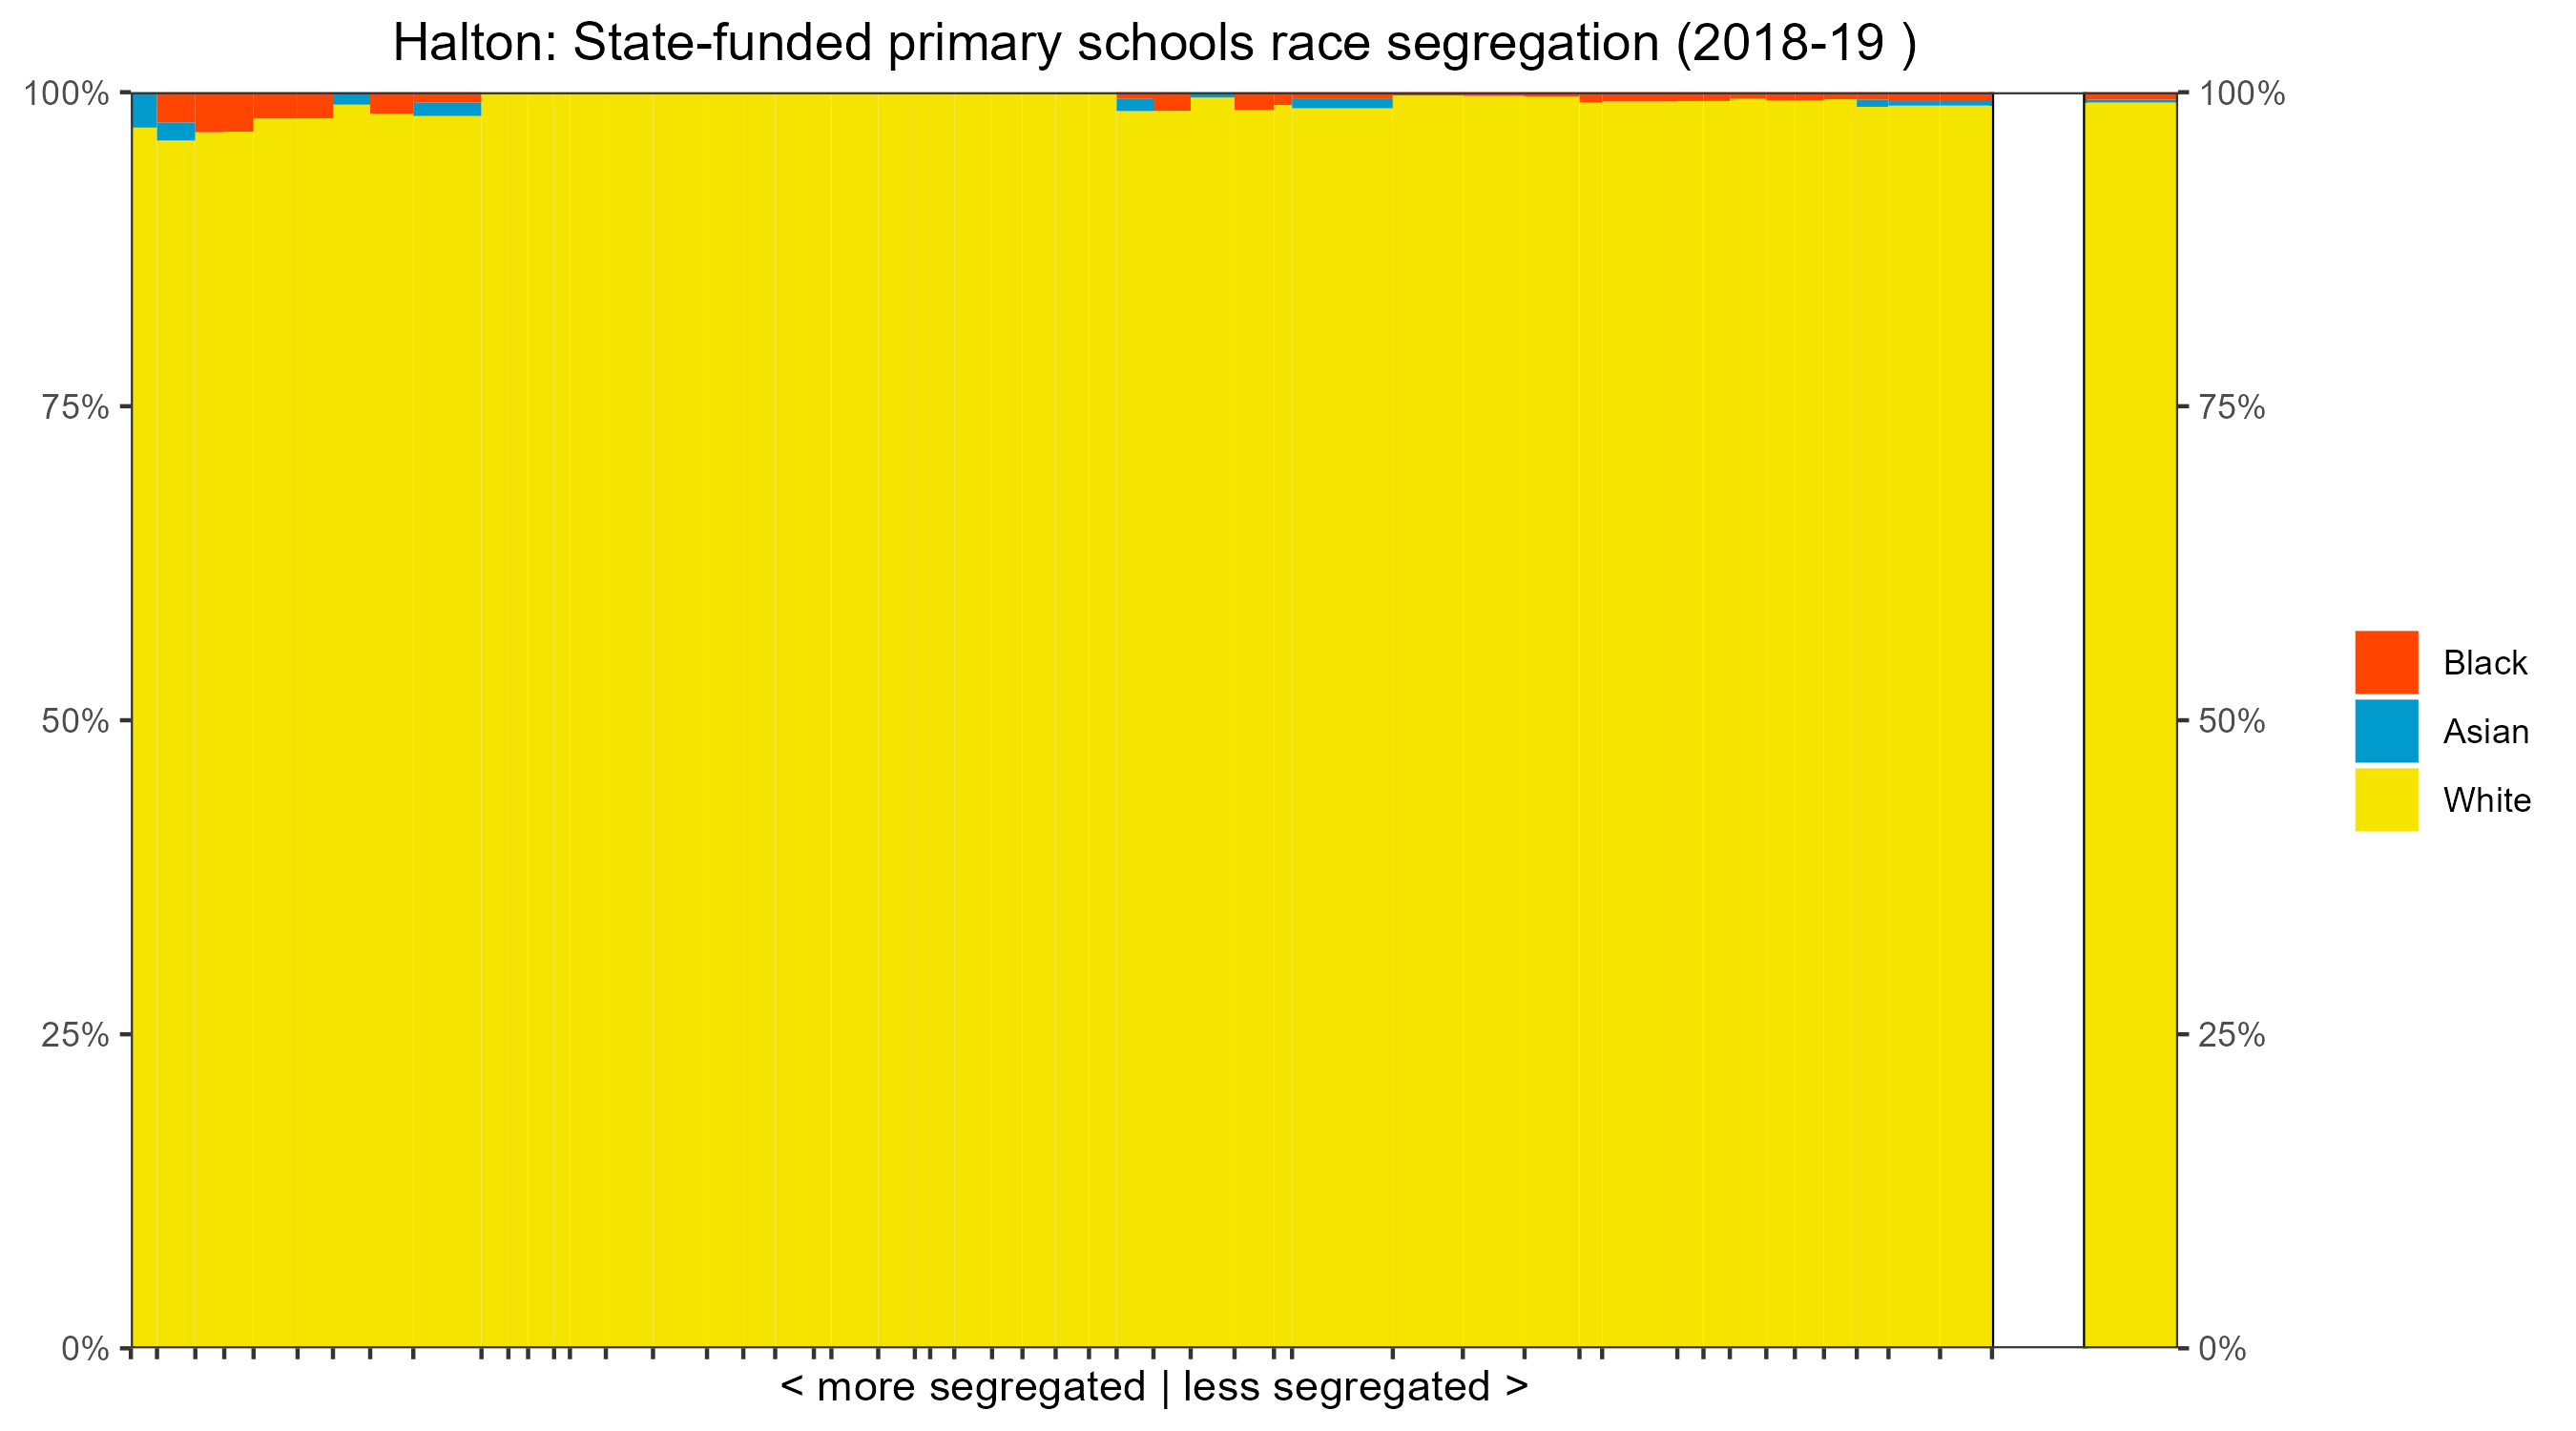 Halton: State-funded primary schools race segregation (2018-19 )
100%
75%
50%
25%
0%
100%
75%
50%
25%
0%
Black
Asian
White
< more segregated | less segregated >